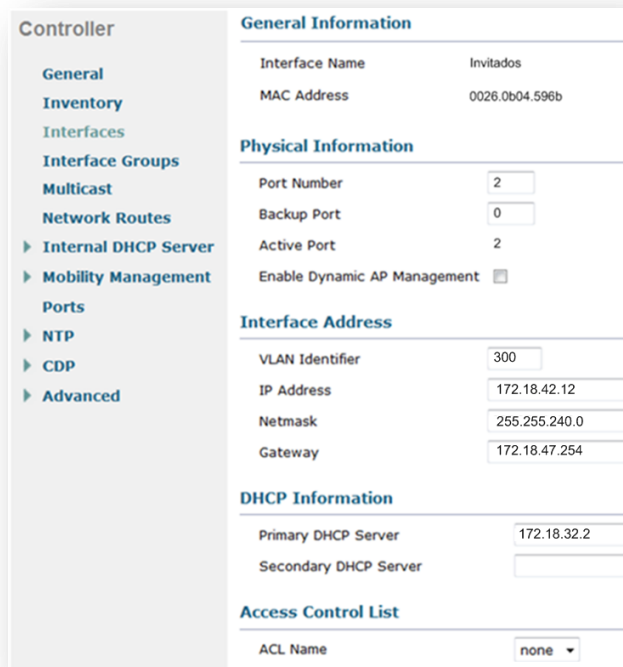 Controller
General
Inventory
Interfaces
Interface Groups
Multicast
Network Routes
Internal DHCP Server
Mobility Management
Ports
NTP
CDP
Advanced
General Information
Interface Name Invitados
MAC Address 0026.0b04.596b
Physical Information
Port Number 2
Backup Port 0
Active Port 2
Enable Dynamic AP Management
Interface Address
VLAN Identifier 300
IP Address 172.18.42.12
Netmask 255.255.240.0
Gateway 172.18.47.254
DHCP Information
Primary DHCP Server 172.18.32.2
Secondary DHCP Server
Access Control List
ACL Name none